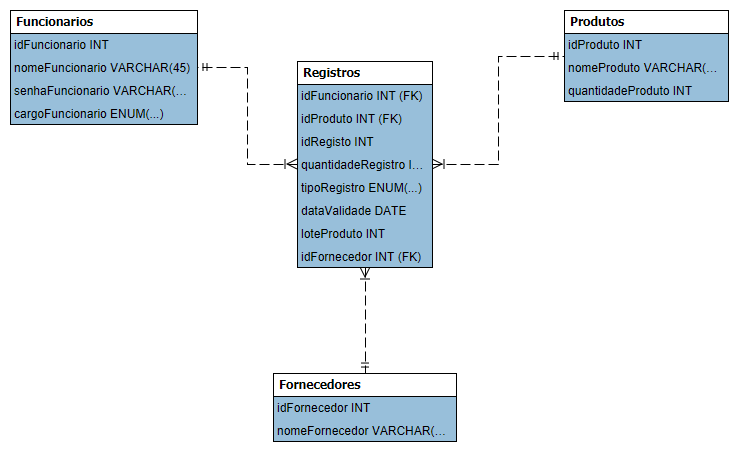 Funcionarios
idFuncionario INT
nomeFuncionario VARCHAR(45)
senhaFuncionario VARCHAR(...
cargoFuncionario ENUM(...)
Registros
idFuncionario INT (FK)
idProduto INT (FK)
idRegisto INT
quantidadeRegistro I...
tipoRegistro ENUM(...)
dataValidade DATE
loteProduto INT
idFornecedor INT (FK)
Produtos
idProduto INT
nomeProduto VARCHAR(...
quantidadeProduto INT
Fornecedores
idFornecedor INT
nomeFornecedor VARCHAR(...